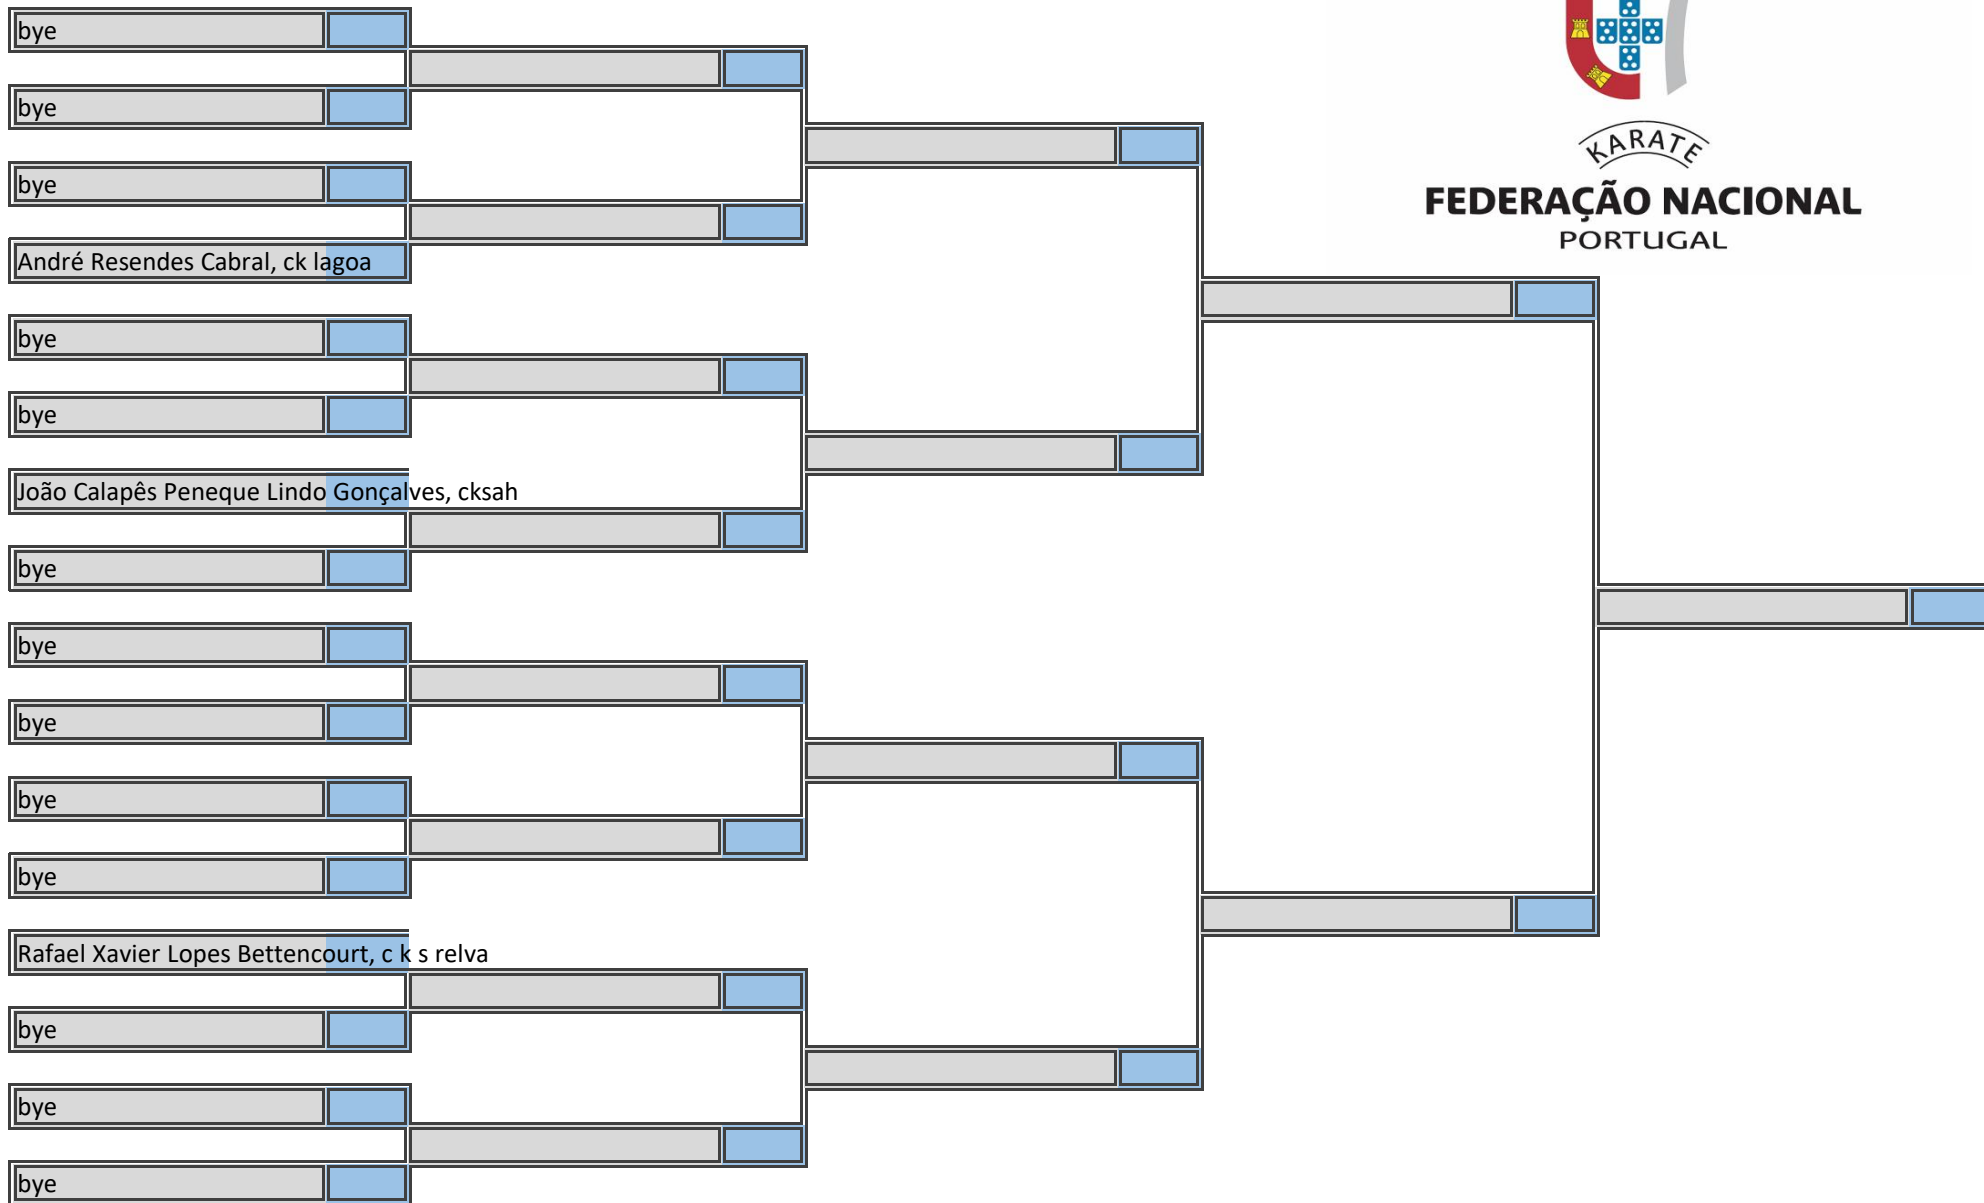 bye
bye
bye
André Resendes Cabral, ck lagoa
bye
bye
João Calapês Peneque Lindo Gonçalves, cksah
bye
bye
bye
bye
bye
Rafael Xavier Lopes Bettencourt, c k s relva
bye
bye
bye
KARATE
FEDERAÇÃO NACIONAL
PORTUGAL